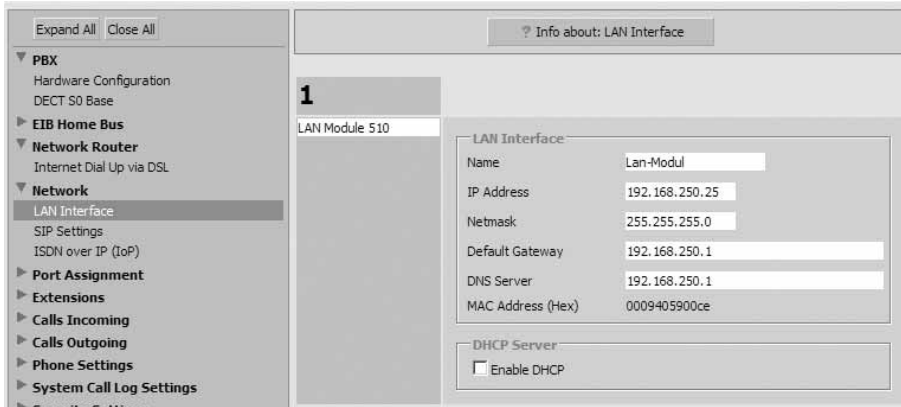 Expand All Close All
PBX
Hardware Configuration
DECT S0 Base
EIB Home Bus
Network Router
Internet Dial Up via DSL
Network
LAN Interface
SIP Settings
ISDN over IP (IoP)
Port Assignment
Extensions
Calls Incoming
Calls Outgoing
Phone Settings
System Call Log Settings
? Info about: LAN Interface
1
LAN Module 510
LAN Interface
Name Lan-Modul
IP Address 192.168.250.25
Netmask 255.255.255.0
Default Gateway 192.168.250.1
DNS Server 192.168.250.1
MAC Address (Hex) 0009405900ce
DHCP Server
Enable DHCP